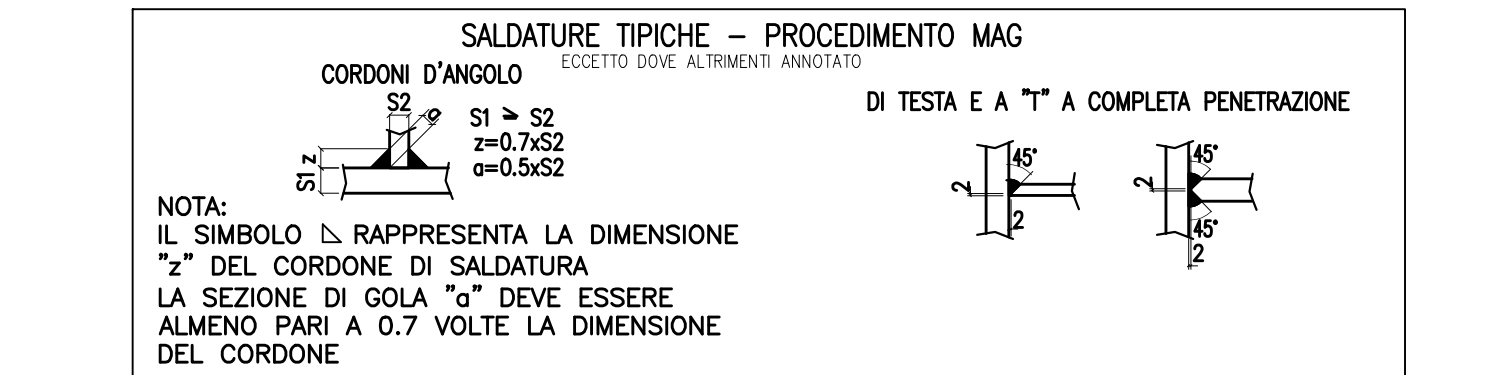 SALDATURE TIPICHE – PROCEDIMENTO MAG
ECCETTO DOVE ALTRIMENTI ANNOTATO
CORDONI D'ANGOLO
S2
a
S1 ≥ S2
z=0.7xS2
a=0.5xS2
z
S1
NOTA:
IL SIMBOLO ◺ RAPPRESENTA LA DIMENSIONE
"z" DEL CORDONE DI SALDATURA
LA SEZIONE DI GOLA "a" DEVE ESSERE
ALMENO PARI A 0.7 VOLTE LA DIMENSIONE
DEL CORDONE
DI TESTA E A "T" A COMPLETA PENETRAZIONE
45°
2
2
45°
2
45°
2